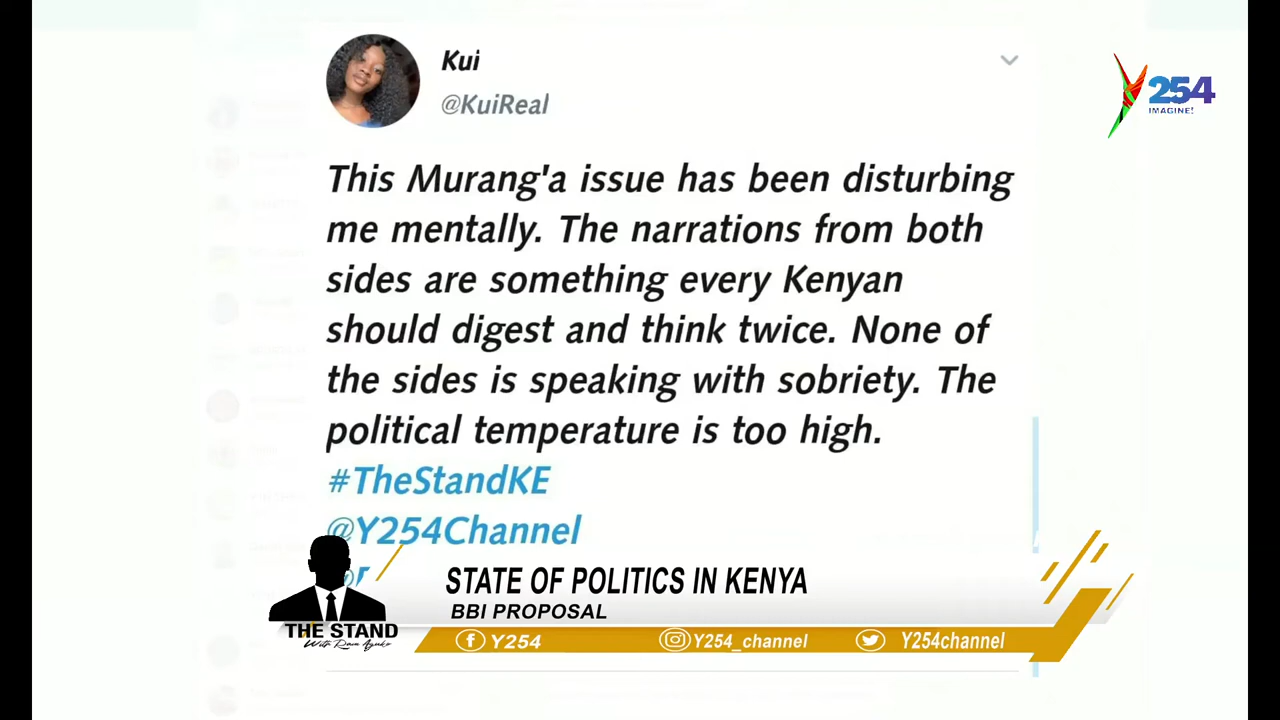 Kui
@KuiReal
Y254
IMAGINE!
This Murang'a issue has been disturbing
me mentally. The narrations from both
sides are something every Kenyan
should digest and think twice. None of
the sides is speaking with sobriety. The
political temperature is too high.
#TheStandKE
@Y254Channel
STATE OF POLITICS IN KENYA
BBI PROPOSAL
THE STAND
With
Y254
Y254_channel
Y254channel